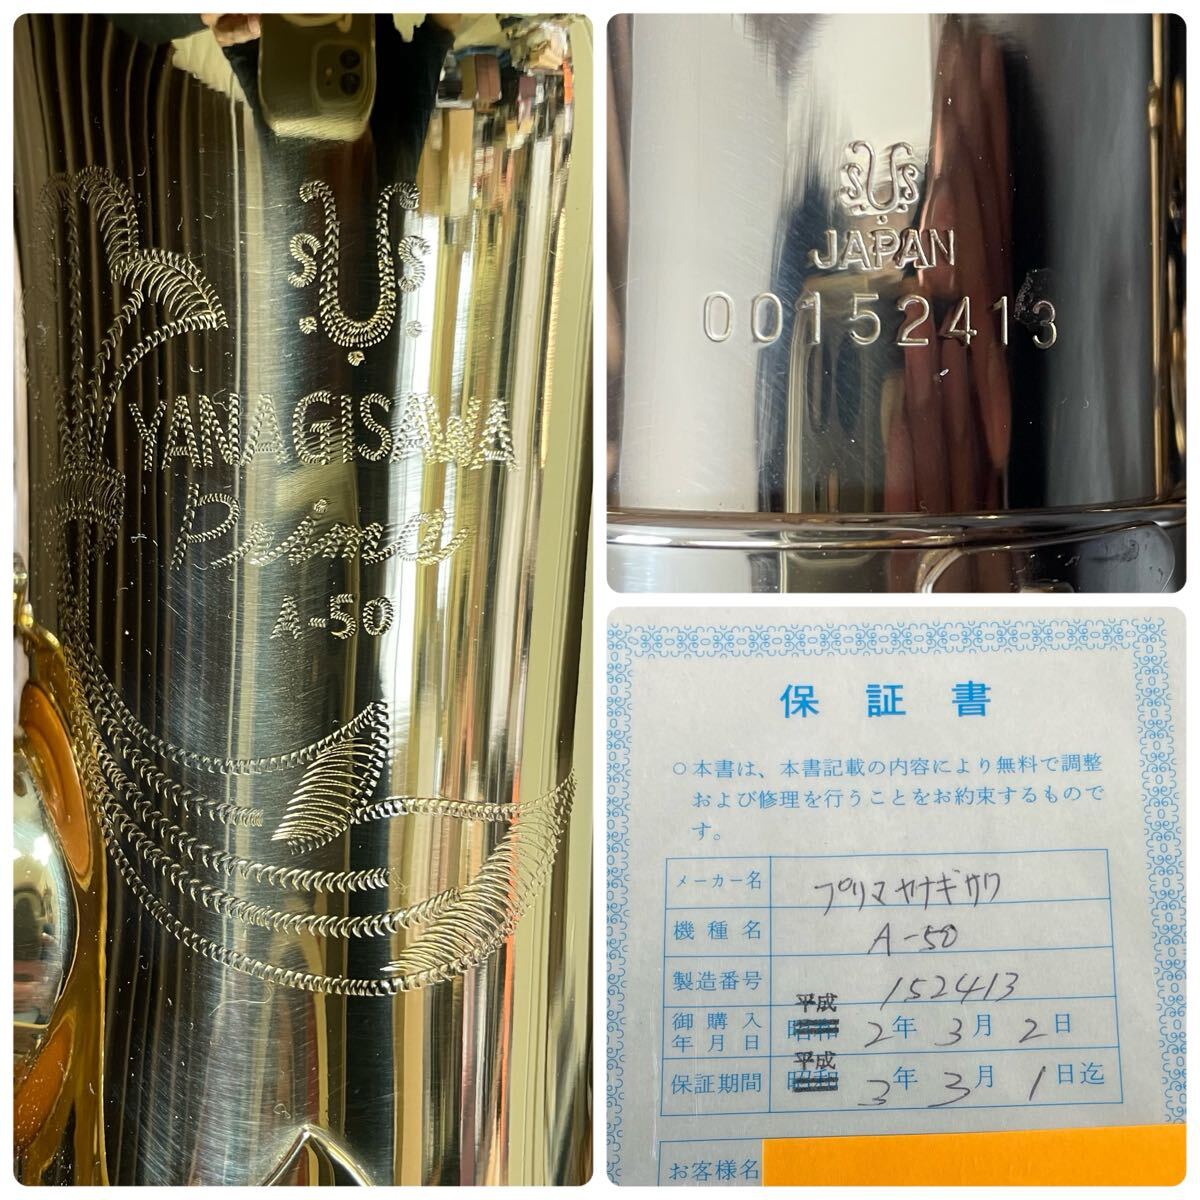 S S
YANAGISAWA
Prima
A-50
S S
JAPAN
00152413
保証書
○本書は、本書記載の内容により無料で調整
および修理を行うことをお約束するもので
す。
メーカー名 プリマヤナギサワ
機種名 A-50
製造番号 152413
御購入年月日 昭和 平成 2年3月2日
保証期間 昭和 平成 3年3月1日迄
お客様名